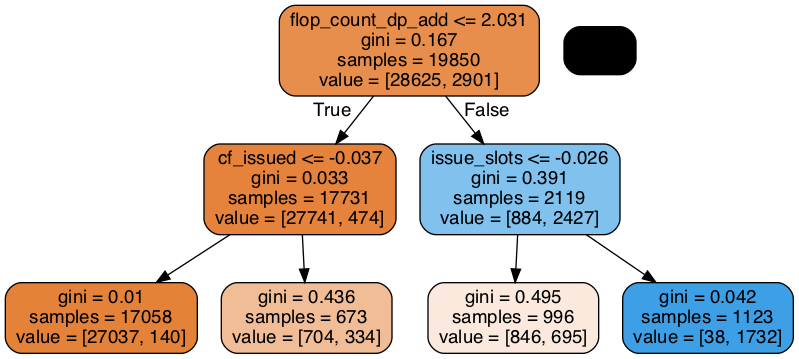 flop_count_dp_add <= 2.031
gini = 0.167
samples = 19850
value = [28625, 2901]
True
False
cf_issued <= -0.037
gini = 0.033
samples = 17731
value = [27741, 474]
issue_slots <= -0.026
gini = 0.391
samples = 2119
value = [884, 2427]
gini = 0.01
samples = 17058
value = [27037, 140]
gini = 0.436
samples = 673
value = [704, 334]
gini = 0.495
samples = 996
value = [846, 695]
gini = 0.042
samples = 1123
value = [38, 1732]